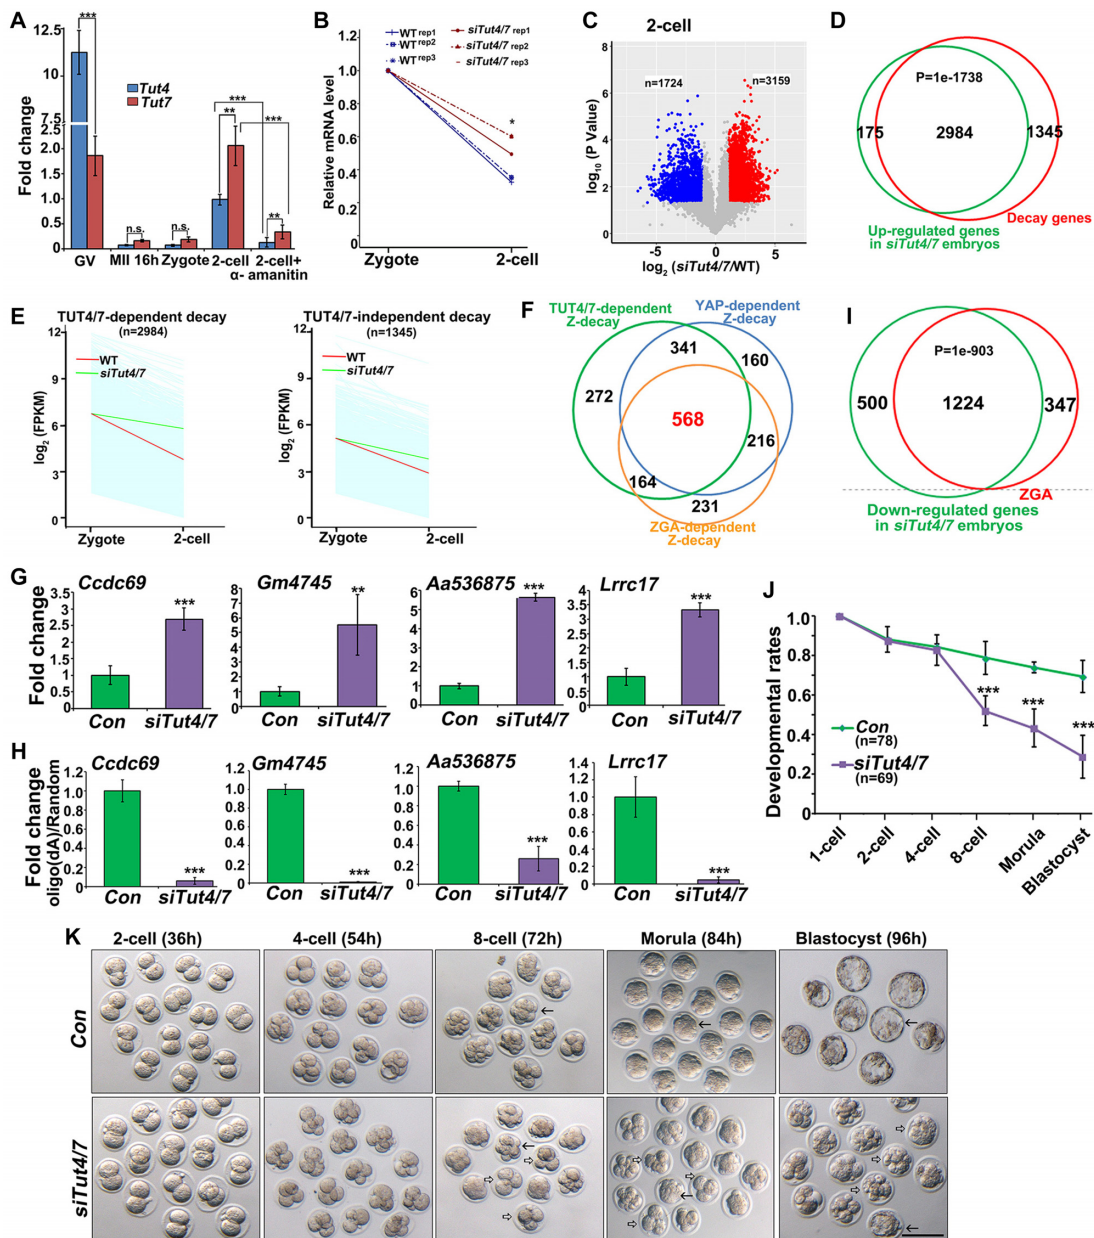 A
Fold change
12.5
10.0
7.5
2.5
2.0
1.5
1.0
0.5
0.0
***
Tut4
Tut7
n.s.
n.s.
***
**
***
**
GV
MII 16h
Zygote
2-cell
2-cell+
α- amanitin
B
Relative mRNA level
1.4
1.2
1.0
0.8
0.6
0.4
0.2
0
WT rep1
WT rep2
WT rep3
siTut4/7 rep1
siTut4/7 rep2
siTut4/7 rep3
*
Zygote
2-cell
C
2-cell
log10 (P Value)
8
6
4
2
0
n=1724
n=3159
-5
0
5
log2 (siTut4/7/WT)
D
P=1e-1738
175
2984
1345
Decay genes
Up-regulated genes
in siTut4/7 embryos
E
TUT4/7-dependent decay
(n=2984)
log2 (FPKM)
12
9
6
3
0
WT
siTut4/7
Zygote
2-cell
TUT4/7-independent decay
(n=1345)
log2 (FPKM)
12
9
6
3
0
WT
siTut4/7
Zygote
2-cell
F
TUT4/7-dependent
Z-decay
YAP-dependent
Z-decay
341
160
272
568
216
164
231
ZGA-dependent
Z-decay
I
P=1e-903
500
1224
347
ZGA
Down-regulated genes
in siTut4/7 embryos
G
Fold change
Ccdc69
3.5
3
2.5
2
1.5
1
0.5
0
***
Con
siTut4/7
Gm4745
8
7
6
5
4
3
2
1
0
**
Con
siTut4/7
Aa536875
6
5
4
3
2
1
0
***
Con
siTut4/7
Lrrc17
4
3.5
3
2.5
2
1.5
1
0.5
0
***
Con
siTut4/7
H
Fold change
oligo(dA)/Random
Ccdc69
1.2
1.0
0.8
0.6
0.4
0.2
0
***
Con
siTut4/7
Gm4745
1.2
1.0
0.8
0.6
0.4
0.2
0
***
Con
siTut4/7
Aa536875
1.2
1.0
0.8
0.6
0.4
0.2
0
***
Con
siTut4/7
Lrrc17
1.4
1.2
1.0
0.8
0.6
0.4
0.2
0
***
Con
siTut4/7
J
Developmental rates
1.0
0.8
0.6
0.4
0.2
0
***
***
***
Con
(n=78)
siTut4/7
(n=69)
1-cell
2-cell
4-cell
8-cell
Morula
Blastocyst
K
2-cell (36h)
4-cell (54h)
8-cell (72h)
Morula (84h)
Blastocyst (96h)
Con
siTut4/7